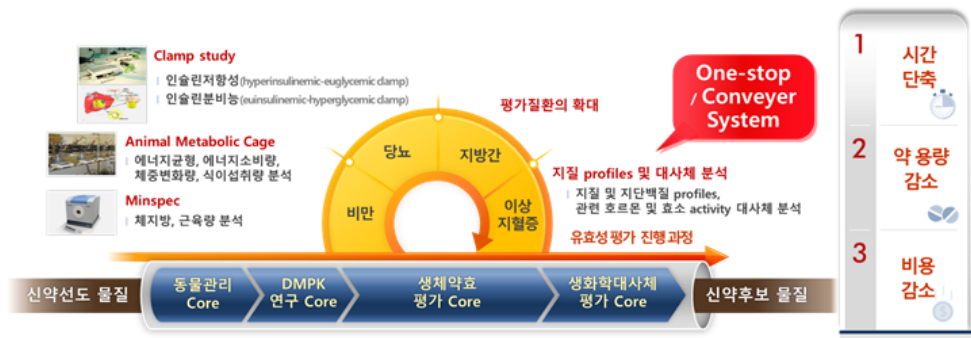 Clamp study
인슐린저항성(hyperinsulinemic-euglycemic clamp)
인슐린분비능(euinsulinemic-hyperglycemic clamp)
Animal Metabolic Cage
에너지균형, 에너지소비량,
체중변화량, 식이섭취량 분석
Minspec
체지방, 근육량 분석
비만
당뇨
지방간
이상
지혈증
평가질환의 확대
One-stop
/ Conveyer
System
지질 profiles 및 대사체 분석
지질 및 지단백질 profiles,
관련 호르몬 및 효소 activity 대사체 분석
유효성 평가 진행 과정
신약선도 물질
동물관리
Core
DMPK
연구 Core
생체약효
평가 Core
생화학대사체
평가 Core
신약후보 물질
1
시간
단축
2
약 용량
감소
3
비용
감소